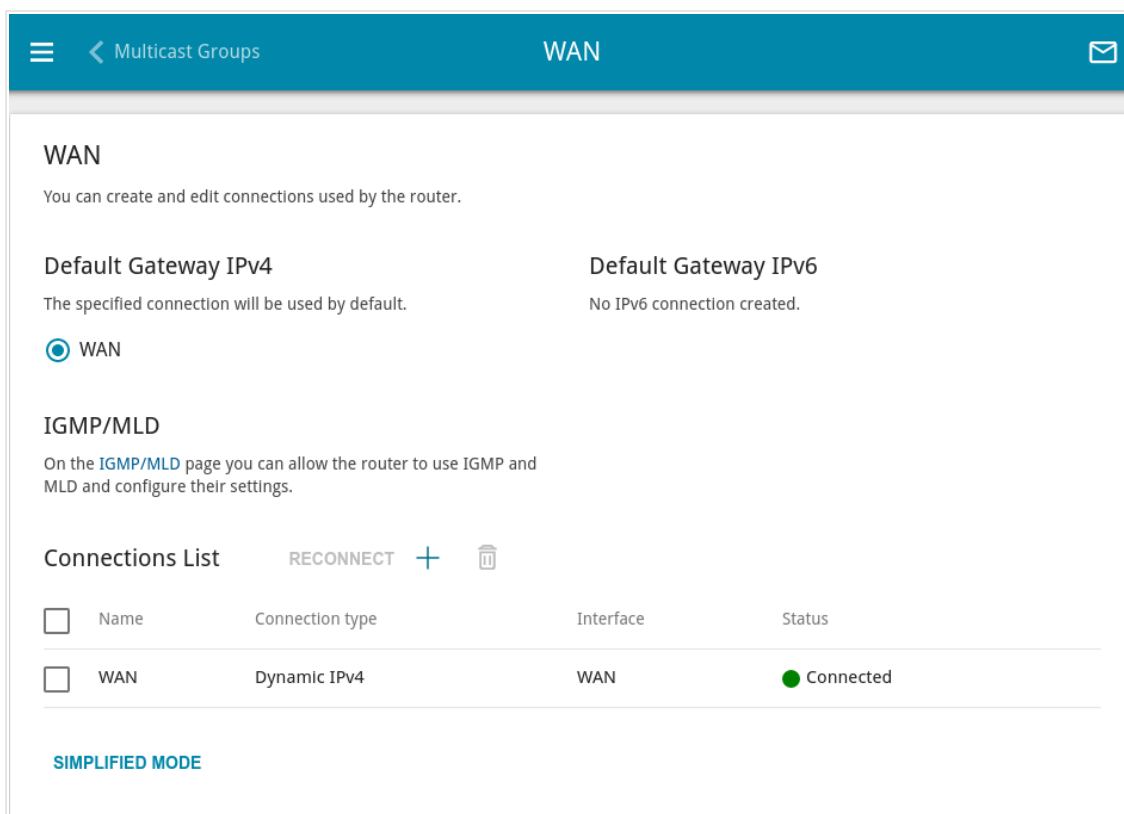 Multicast Groups
WAN
WAN
You can create and edit connections used by the router.
Default Gateway IPv4
The specified connection will be used by default.
WAN
Default Gateway IPv6
No IPv6 connection created.
IGMP/MLD
On the IGMP/MLD page you can allow the router to use IGMP and
MLD and configure their settings.
Connections List
RECONNECT
Name Connection type Interface Status
WAN Dynamic IPv4 WAN Connected
SIMPLIFIED MODE